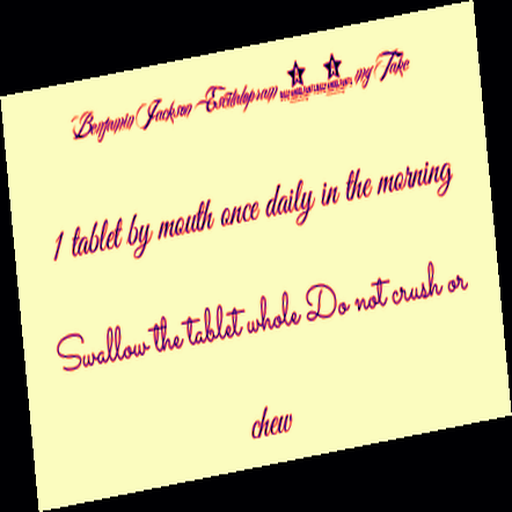 Benjamin Jackson Escitalopram mg Take
1 tablet by mouth once daily in the morning
Swallow the tablet whole Do not crush or
chew